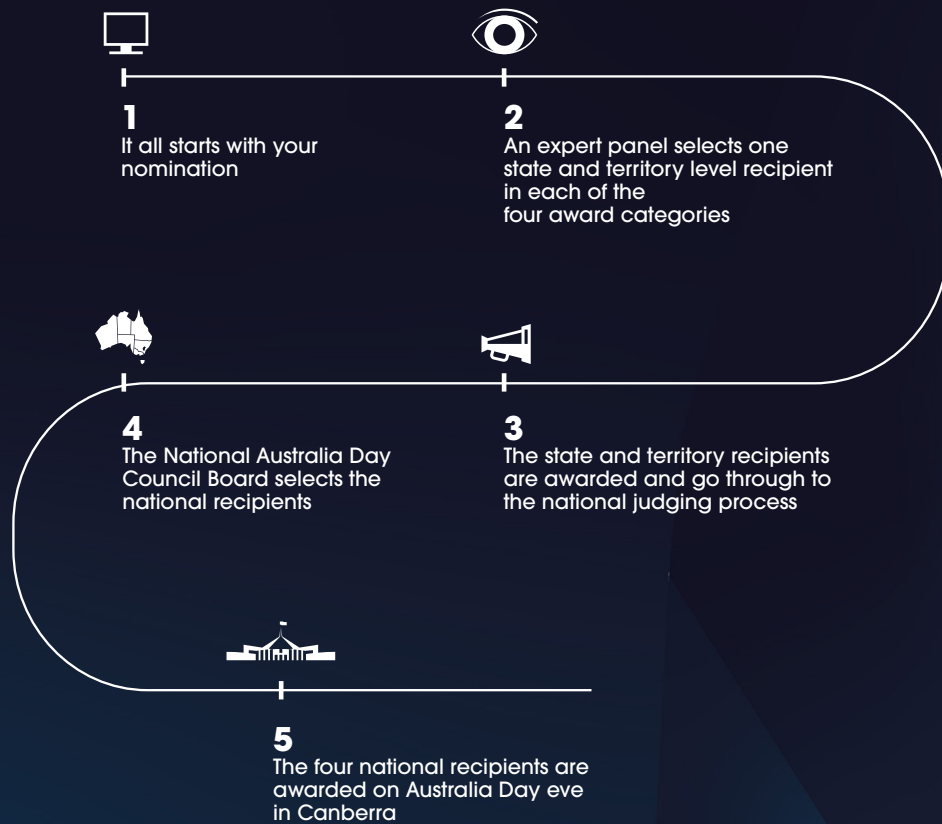 1
It all starts with your
nomination
2
An expert panel selects one
state and territory level recipient
in each of the
four award categories
3
The state and territory recipients
are awarded and go through to
the national judging process
4
The National Australia Day
Council Board selects the
national recipients
5
The four national recipients are
awarded on Australia Day eve
in Canberra